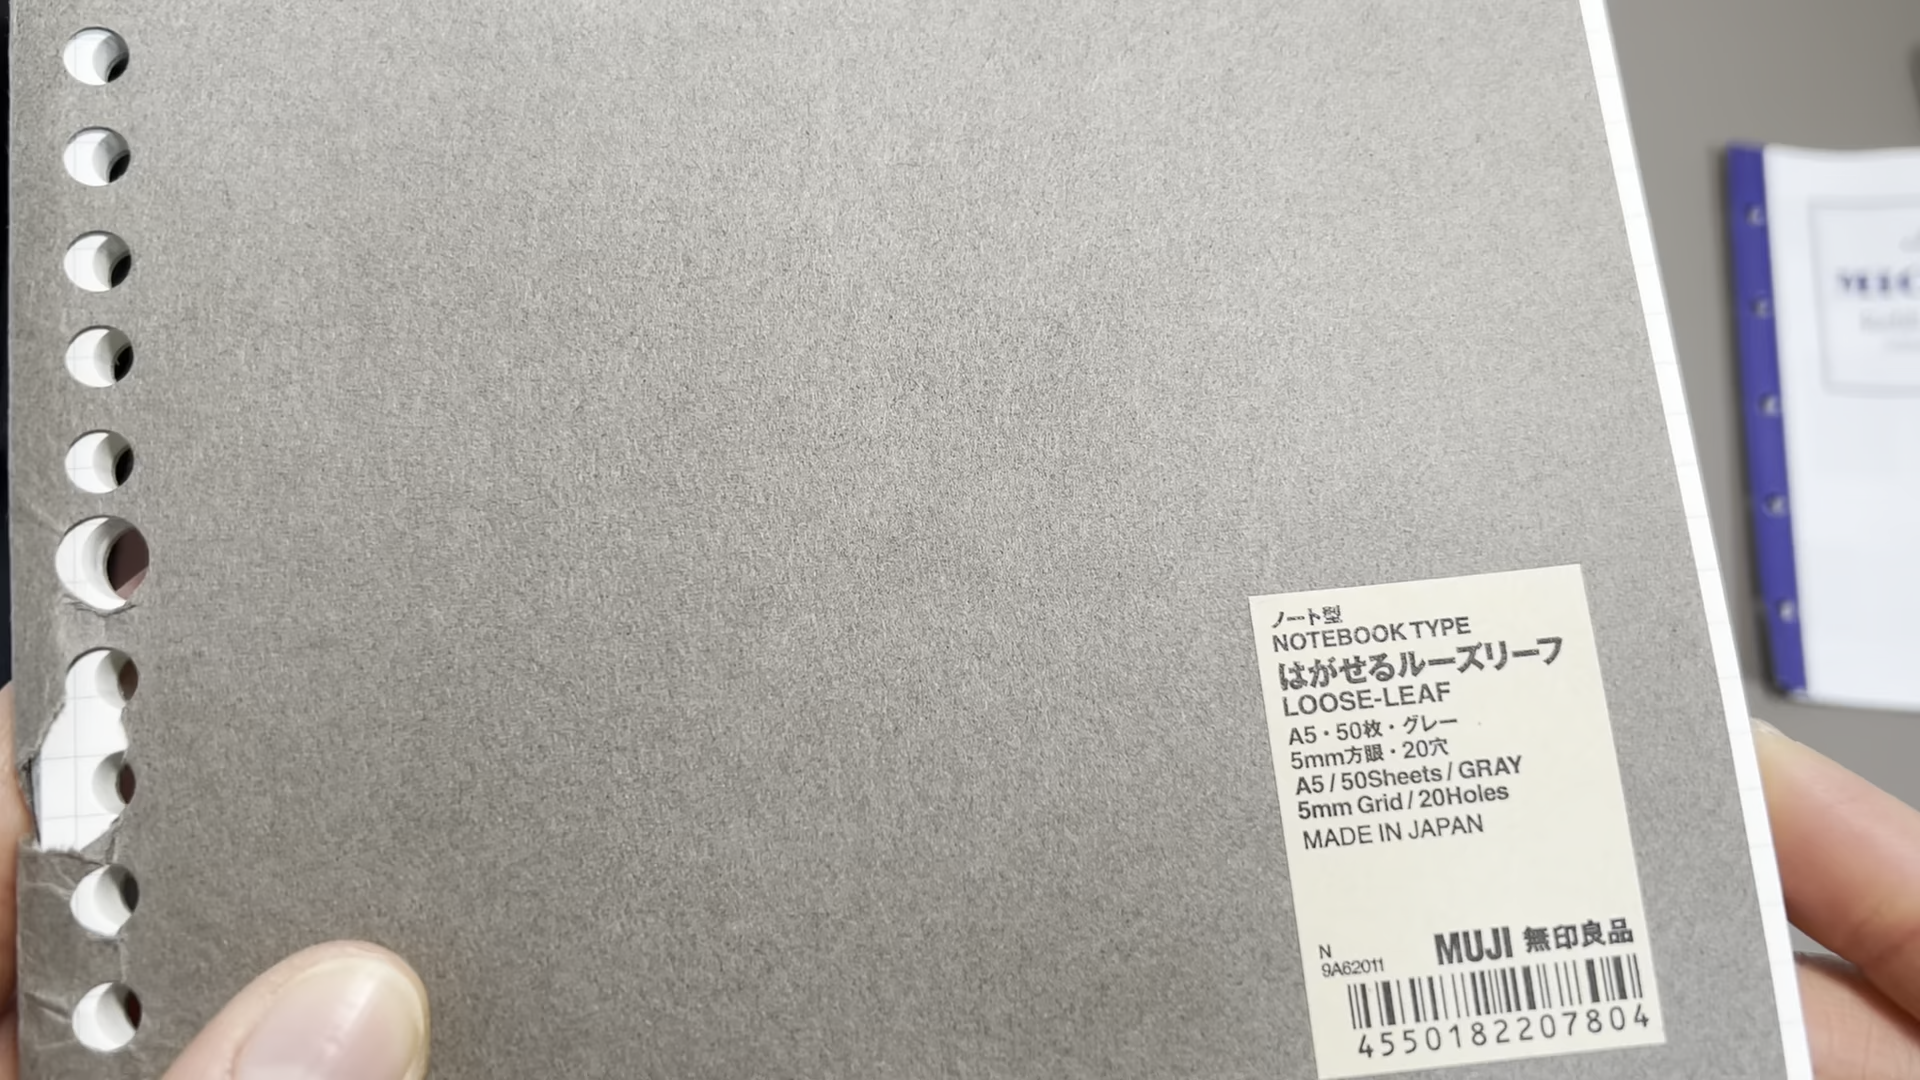 ノート型
NOTEBOOK TYPE
はがせるルーズリーフ
LOOSE-LEAF
A5・50枚・グレー
5mm方眼・20穴
A5 / 50Sheets / GRAY
5mm Grid / 20Holes
MADE IN JAPAN
N
9A62011
MUJI 無印良品
4550182207804